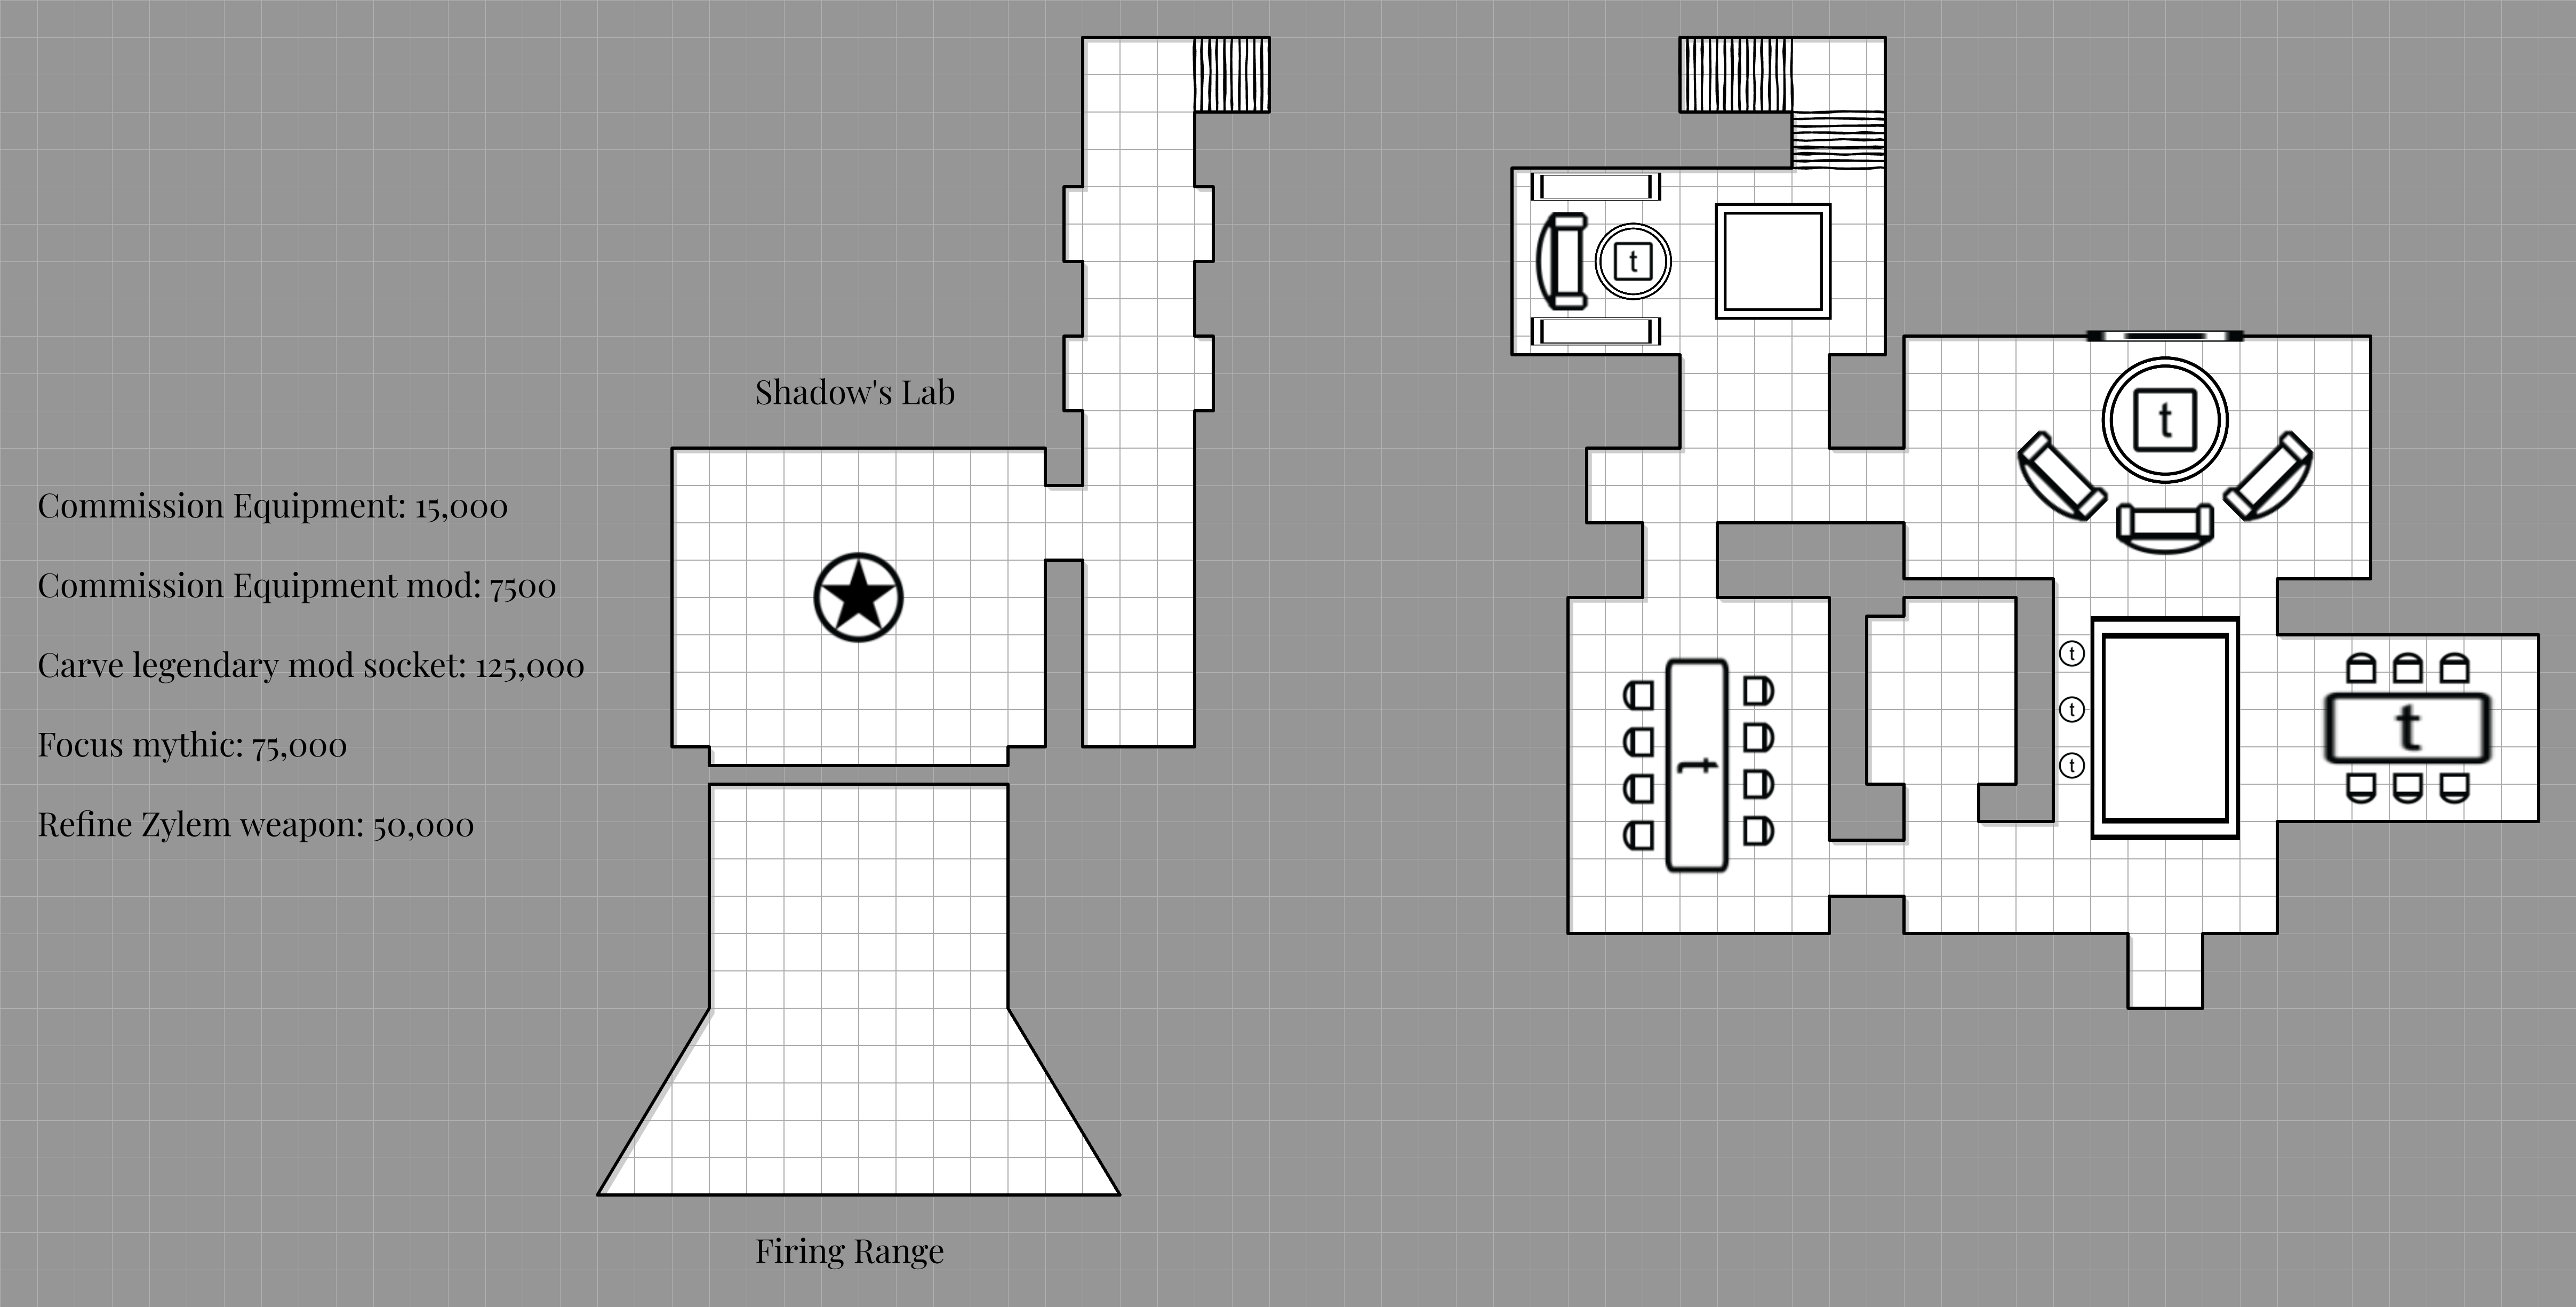 Shadow's Lab
Commission Equipment: 15,000
Commission Equipment mod: 7500
Carve legendary mod socket: 125,000
Focus mythic: 75,000
Refine Zylem weapon: 50,000
Firing Range
t
t
t
t
t
t
t